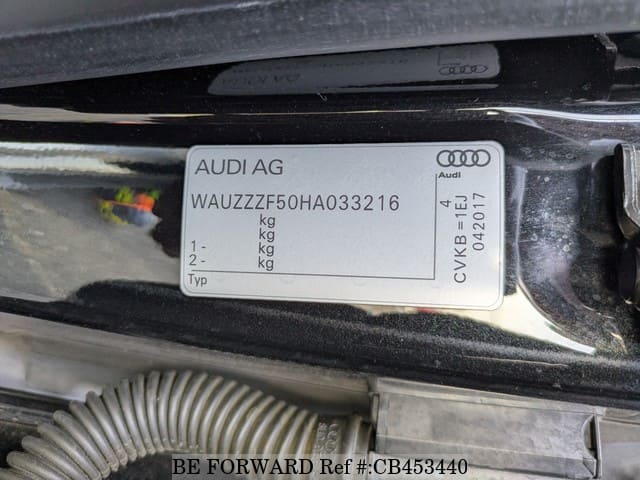 AUDI AG
Audi
WAUZZZF50HA033216
kg
kg
1 - kg
2 - kg
Typ
4
CVKB = 1EJ
042017
BE FORWARD Ref #:CB453440